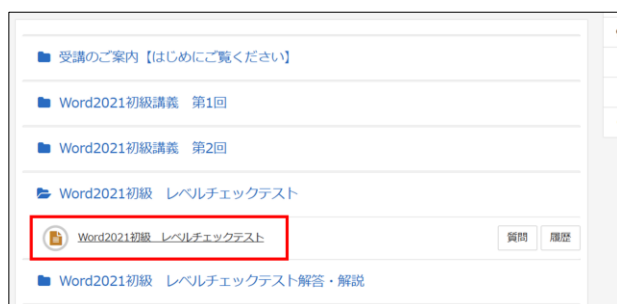 受講のご案内【はじめにご覧ください】
Word2021初級講義　第1回
Word2021初級講義　第2回
Word2021初級　レベルチェックテスト
Word2021初級　レベルチェックテスト
質問
履歴
Word2021初級　レベルチェックテスト解答・解説